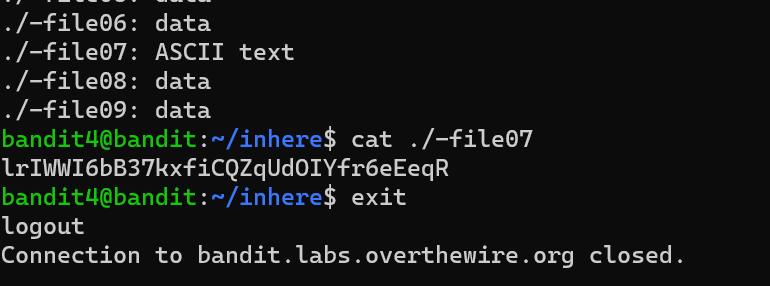 ./-file06: data
./-file07: ASCII text
./-file08: data
./-file09: data
bandit4@bandit:~/inhere$ cat ./-file07
lrIWWI6bB37kxfiCQZqUdOIYfr6eEeqR
bandit4@bandit:~/inhere$ exit
logout
Connection to bandit.labs.overthewire.org closed.